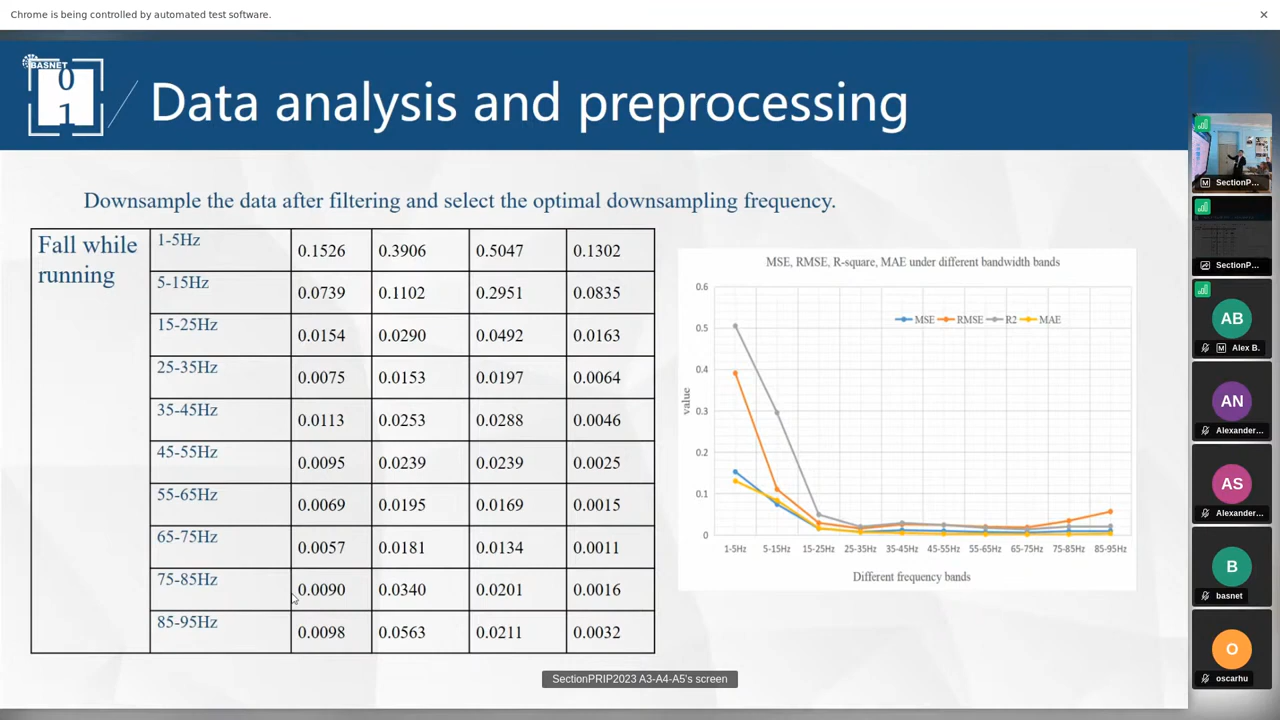 Chrome is being controlled by automated test software.
BASNET
01
Data analysis and preprocessing
Downsample the data after filtering and select the optimal downsampling frequency.
Fall while running
1-5Hz 0.1526 0.3906 0.5047 0.1302
5-15Hz 0.0739 0.1102 0.2951 0.0835
15-25Hz 0.0154 0.0290 0.0492 0.0163
25-35Hz 0.0075 0.0153 0.0197 0.0064
35-45Hz 0.0113 0.0253 0.0288 0.0046
45-55Hz 0.0095 0.0239 0.0239 0.0025
55-65Hz 0.0069 0.0195 0.0169 0.0015
65-75Hz 0.0057 0.0181 0.0134 0.0011
75-85Hz 0.0090 0.0340 0.0201 0.0016
85-95Hz 0.0098 0.0563 0.0211 0.0032
MSE, RMSE, R-square, MAE under different bandwidth bands
MSE RMSE R2 MAE
0.6
0.5
0.4
0.3
0.2
0.1
0
value
1-5Hz 5-15Hz 15-25Hz 25-35Hz 35-45Hz 45-55Hz 55-65Hz 65-75Hz 75-85Hz 85-95Hz
Different frequency bands
SectionPRIP2023 A3-A4-A5's screen
M SectionP...
SectionP...
AB
M Alex B.
AN
Alexander...
AS
Alexander...
B
basnet
O
oscarhu